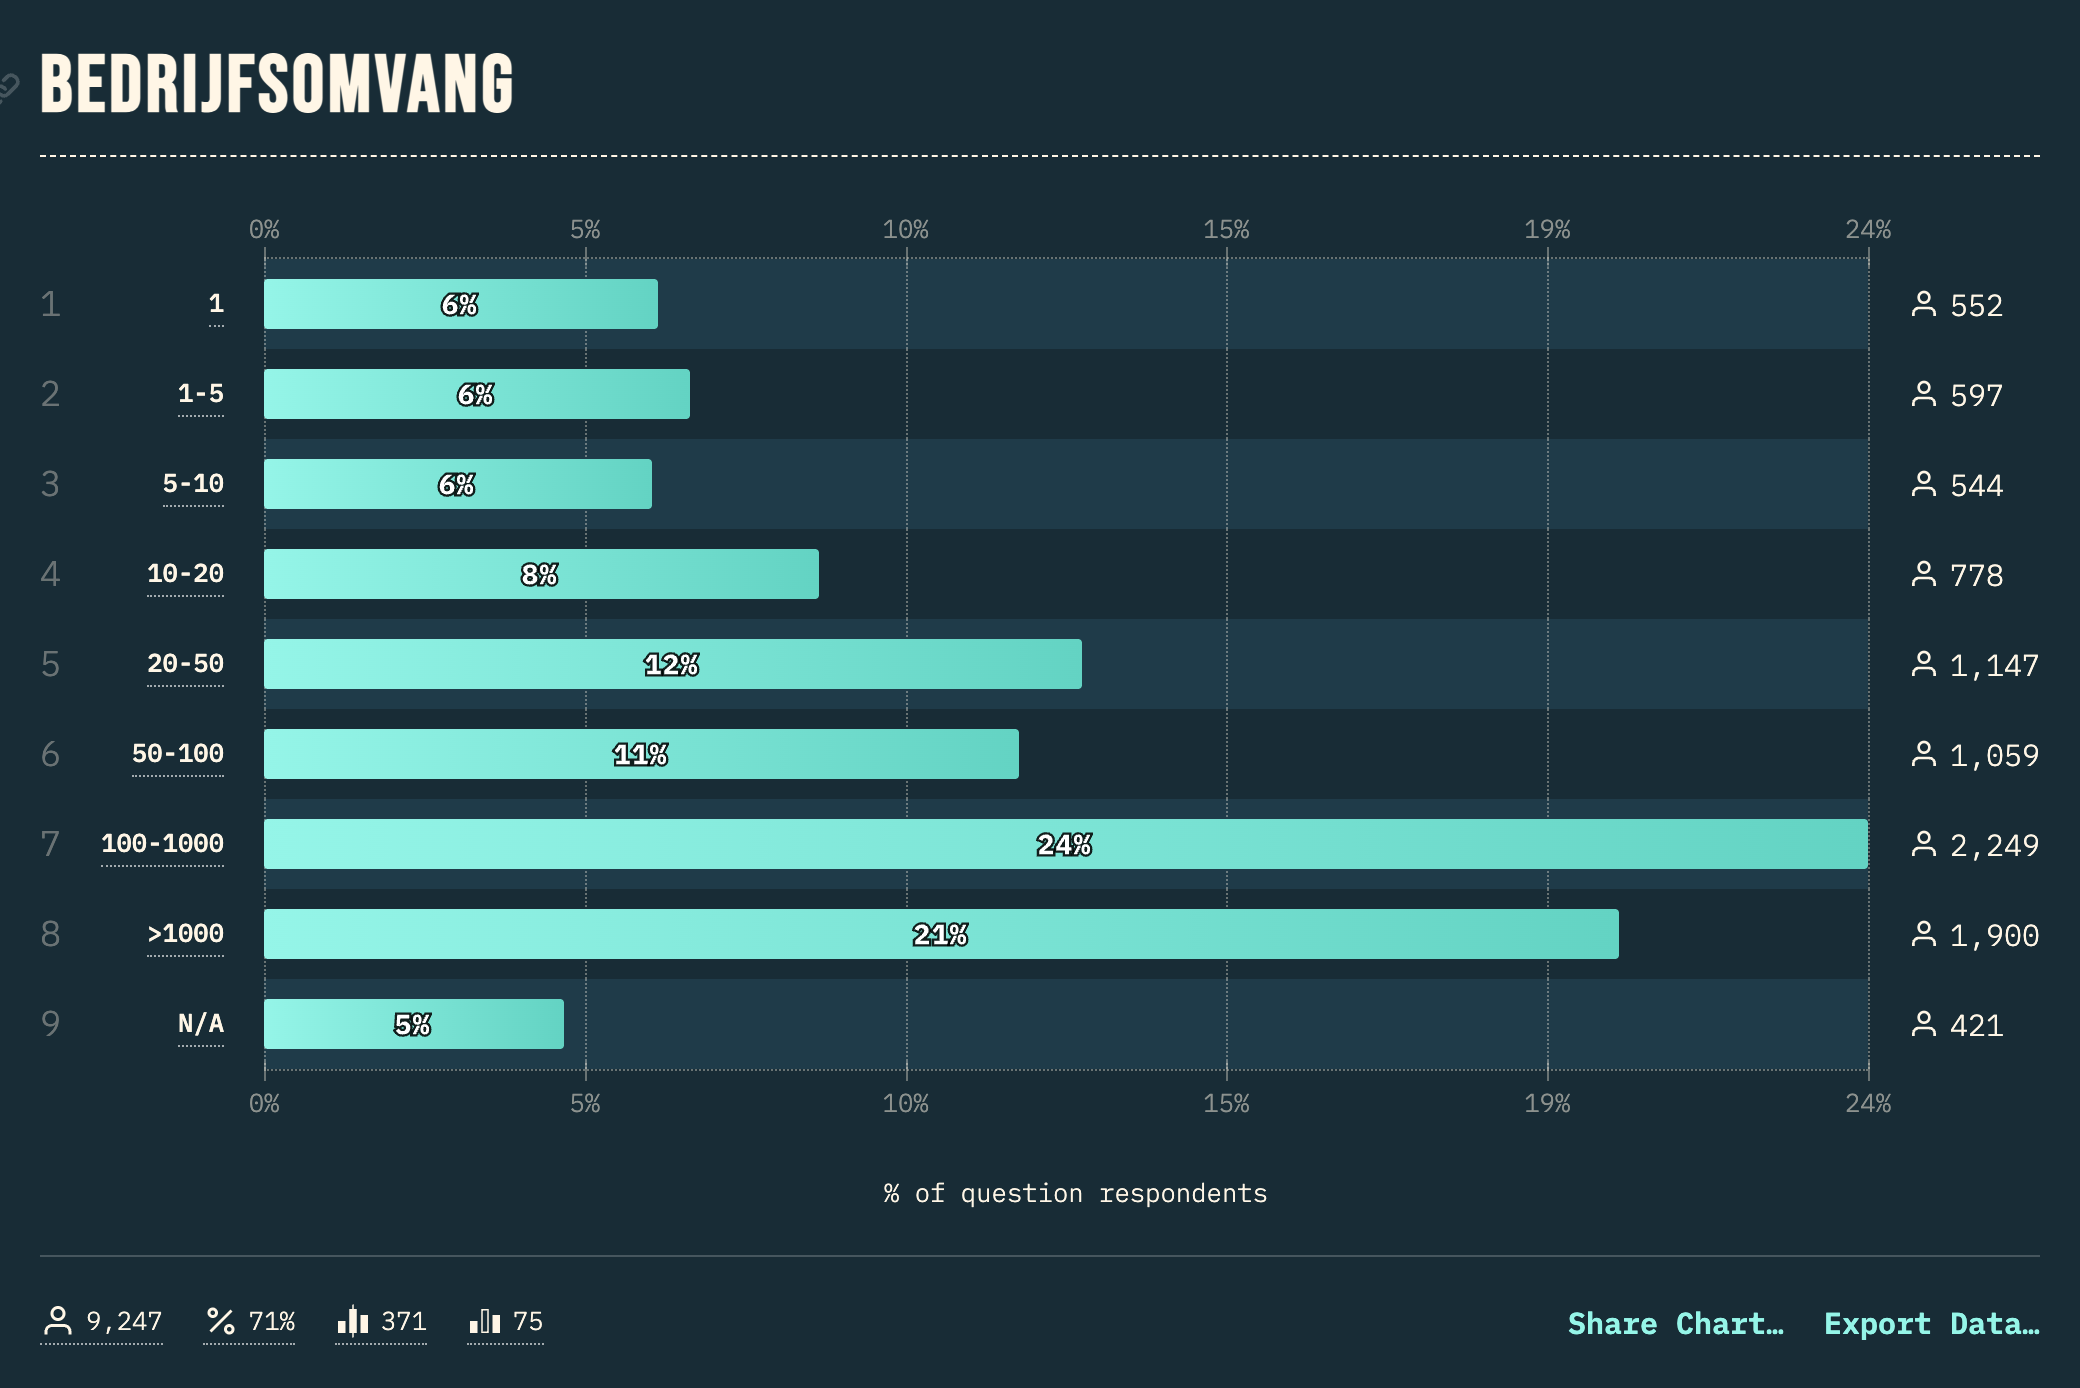 BEDRIJFSOMVANG
0% 5% 10% 15% 19% 24%
1 1 6% 552
2 1-5 6% 597
3 5-10 6% 544
4 10-20 8% 778
5 20-50 12% 1,147
6 50-100 11% 1,059
7 100-1000 24% 2,249
8 >1000 21% 1,900
9 N/A 5% 421
0% 5% 10% 15% 19% 24%
% of question respondents
9,247 71% 371 75 Share Chart… Export Data…